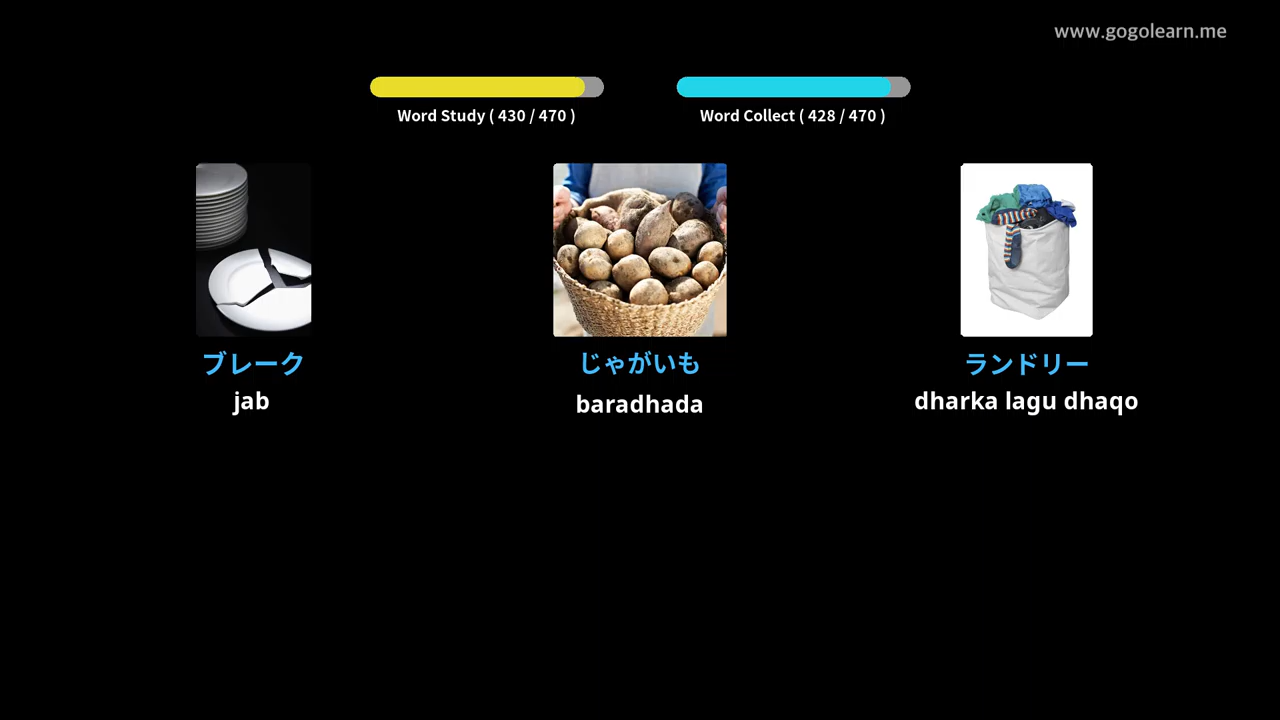 www.gogolearn.me
Word Study ( 430 / 470 )
Word Collect ( 428 / 470 )
ブレーク
じゃがいも
ランドリー
jab
baradhada
dharka lagu dhaqo